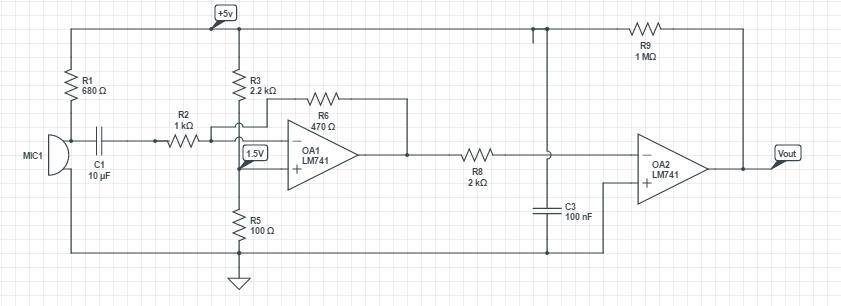 +5v
R9
1 MΩ
R1
680 Ω
R3
2.2 kΩ
R2
1 kΩ
R6
470 Ω
MIC1
C1
10 µF
1.5V
OA1
LM741
R8
2 kΩ
OA2
LM741
Vout
R5
100 Ω
C3
100 nF